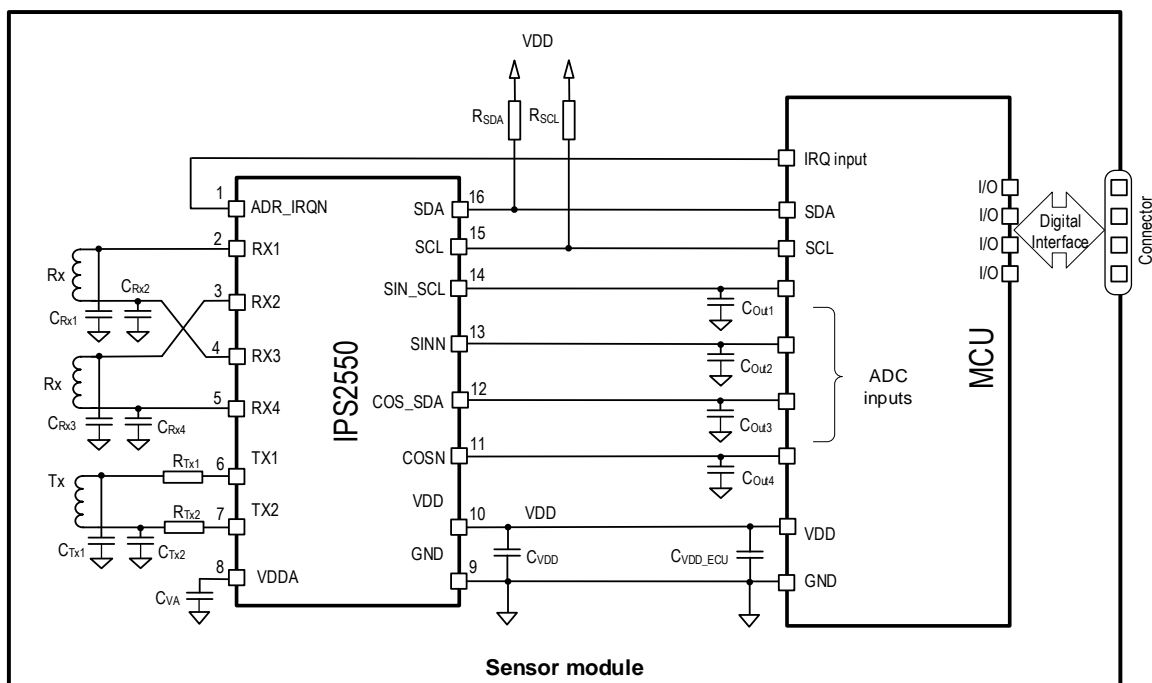 VDD
RSDA
RSCL
IRQ input
1
ADR_IRQN
SDA
16
SDA
I/O
I/O
I/O
I/O
Digital
Interface
Connector
2
RX1
SCL
15
SCL
Rx
CRx2
CRx1
SIN_SCL
14
COut1
3
RX2
SINN
13
COut2
4
RX3
Rx
CRx3
CRx4
5
RX4
COS_SDA
12
COut3
ADC
inputs
IPS2550
MCU
Tx
RTx1
6
TX1
COSN
11
COut4
RTx2
7
TX2
VDD
10
VDD
VDD
CTx1
CTx2
CVDD
CVDD_ECU
8
VDDA
CVA
GND
9
GND
Sensor module